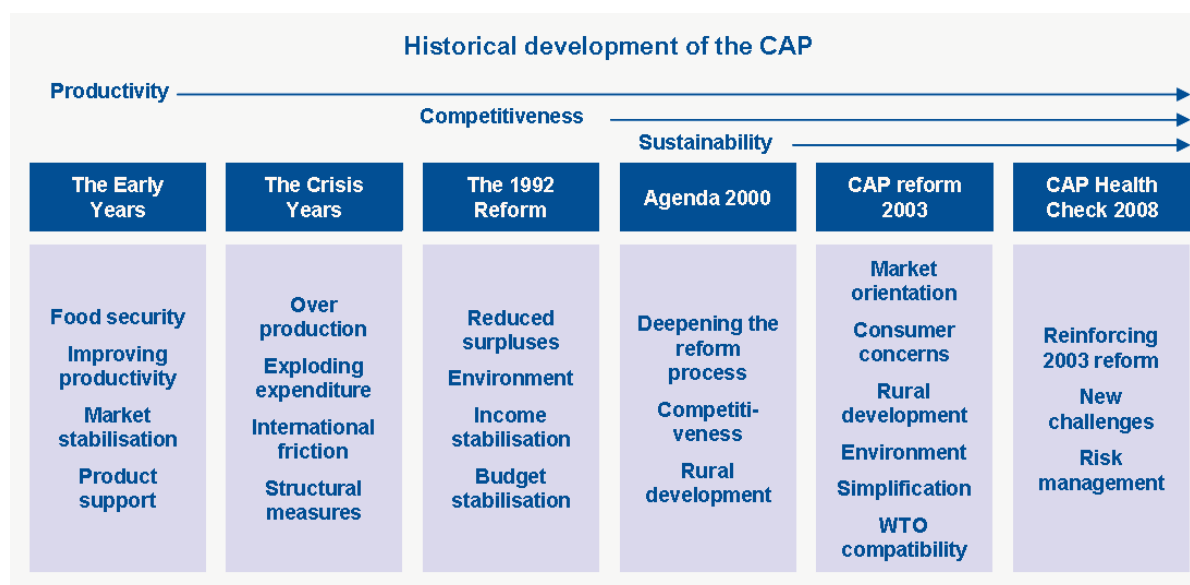 Historical development of the CAP
Productivity
Competitiveness
Sustainability
The Early
Years
Food security
Improving
productivity
Market
stabilisation
Product
support
The Crisis
Years
Over
production
Exploding
expenditure
International
friction
Structural
measures
The 1992
Reform
Reduced
surpluses
Environment
Income
stabilisation
Budget
stabilisation
Agenda 2000
Deepening the
reform
process
Competiti-
veness
Rural
development
CAP reform
2003
Market
orientation
Consumer
concerns
Rural
development
Environment
Simplification
WTO
compatibility
CAP Health
Check 2008
Reinforcing
2003 reform
New
challenges
Risk
management